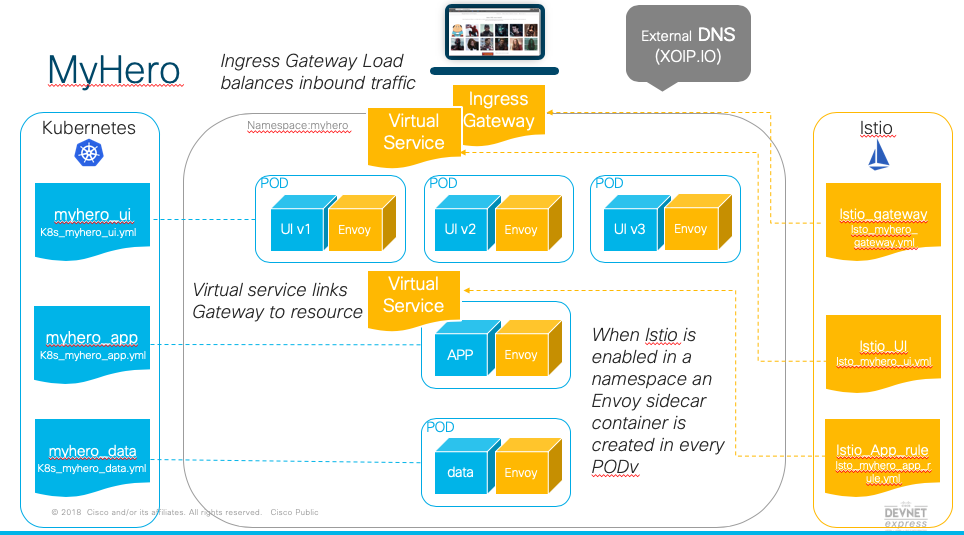 MyHero
Ingress Gateway Load
balances inbound traffic
External DNS
(XOIP.IO)
Kubernetes
Namespace:myhero
Virtual
Service
Ingress
Gateway
Istio
myhero_ui
K8s_myhero_ui.yml
POD
UI v1
Envoy
POD
UI v2
Envoy
POD
UI v3
Envoy
Istio_gateway
Isto_myhero_
gateway.yml
Virtual service links
Gateway to resource
Virtual
Service
myhero_app
K8s_myhero_app.yml
APP
Envoy
When Istio is
enabled in a
namespace an
Envoy sidecar
container is
created in every
PODv
Istio_UI
Isto_myhero_ui.yml
myhero_data
K8s_myhero_data.yml
POD
data
Envoy
Istio_App_rule
Isto_myhero_app_r
ule.yml
© 2018 Cisco and/or its affiliates. All rights reserved. Cisco Public
DEVNET
express